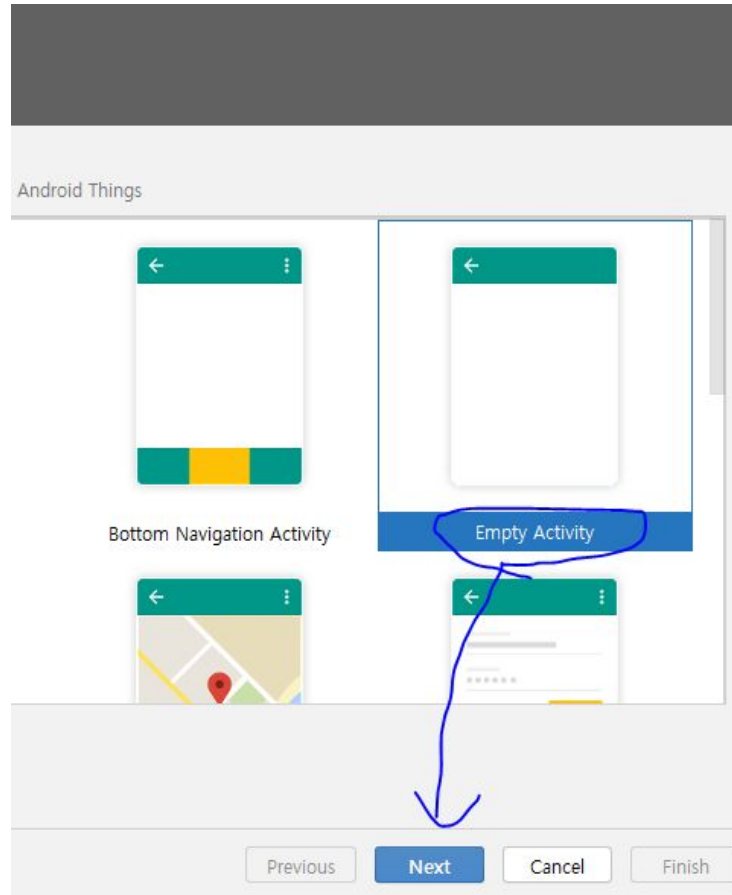 Android Things
Bottom Navigation Activity
Empty Activity
Previous
Next
Cancel
Finish